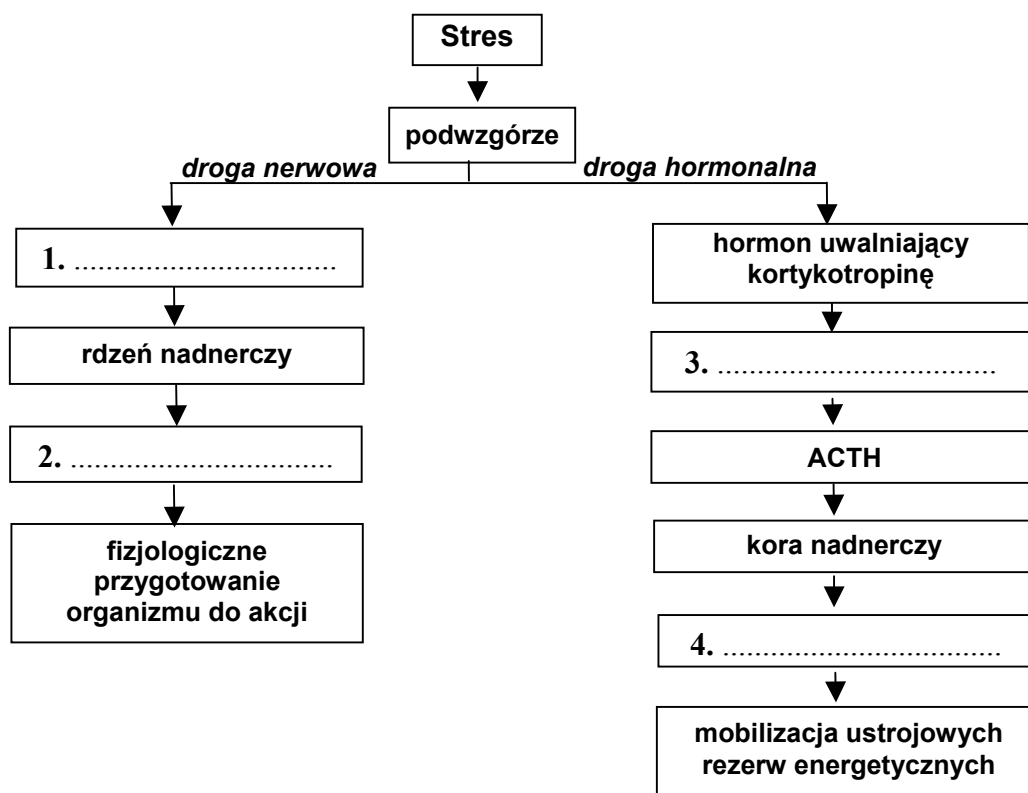 Stres
podwzgórze
droga nerwowa
droga hormonalna
1. .................................
rdzeń nadnerczy
2. .................................
fizjologiczne
przygotowanie
organizmu do akcji
hormon uwalniający
kortykotropinę
3. ..................................
ACTH
kora nadnerczy
4. ..................................
mobilizacja ustrojowych
rezerw energetycznych